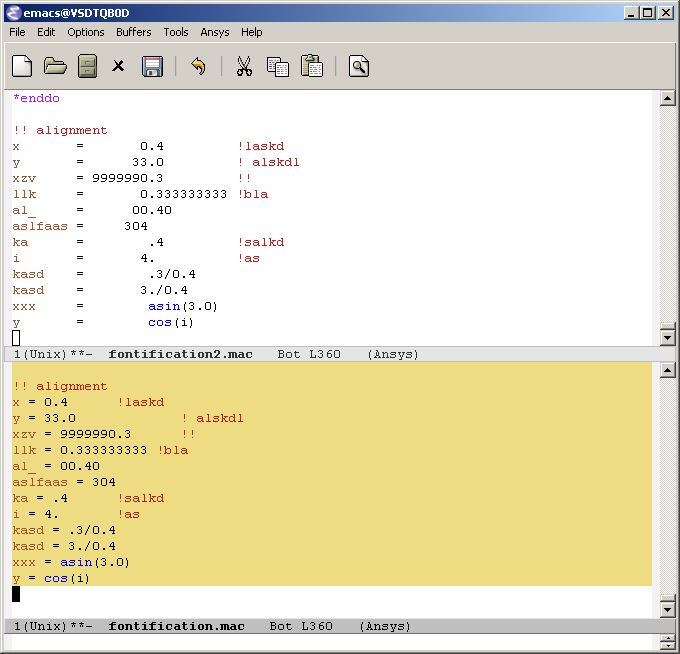 emacs@VSDTQB0D
File Edit Options Buffers Tools Ansys Help
*enddo
!! alignment
x       =       0.4         !laskd
y       =      33.0         ! alskdl
xzv     = 9999990.3         !!
llk     =       0.333333333 !bla
al_     =      00.40
aslfaas =     304
ka      =        .4         !salkd
i       =       4.          !as
kasd    =        .3/0.4
kasd    =       3./0.4
xxx     =        asin(3.0)
y       =        cos(i)
1(Unix)**-  fontification2.mac   Bot L360   (Ansys)
!! alignment
x = 0.4      !laskd
y = 33.0             ! alskdl
xzv = 9999990.3      !!
llk = 0.333333333 !bla
al_ = 00.40
aslfaas = 304
ka = .4      !salkd
i = 4.       !as
kasd = .3/0.4
kasd = 3./0.4
xxx = asin(3.0)
y = cos(i)
1(Unix)**-  fontification.mac   Bot L360   (Ansys)